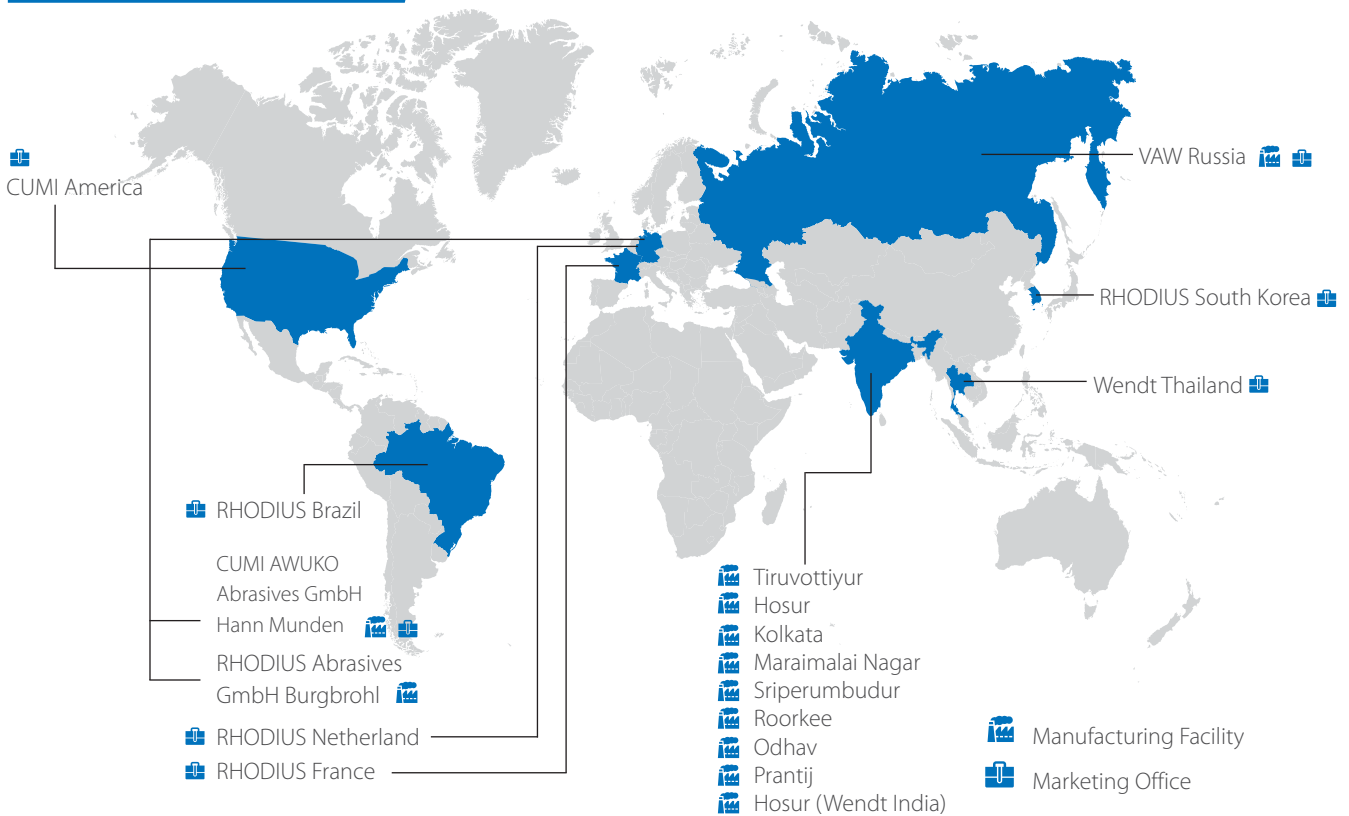 CUMI America
VAW Russia
RHODIUS South Korea
Wendt Thailand
RHODIUS Brazil
CUMI AWUKO
Abrasives GmbH
Hann Munden
RHODIUS Abrasives
GmbH Burgbrohl
RHODIUS Netherland
RHODIUS France
Tiruvottiyur
Hosur
Kolkata
Maraimalai Nagar
Sriperumbudur
Roorkee
Odhav
Prantij
Hosur (Wendt India)
Manufacturing Facility
Marketing Office